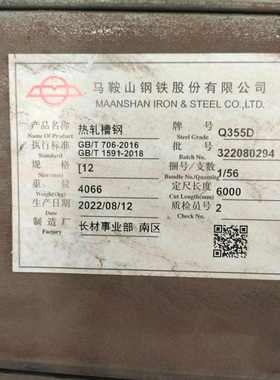 马鞍山钢铁股份有限公司
MAANSHAN IRON & STEEL CO.,LTD.
产品名称 热轧槽钢 牌号 Q355D
Name of Product Steel Grade
执行标准 GB/T 706-2016 GB/T 1591-2018 批号 322080294
Standard Batch No.
规格 [12 捆号/支数 1/56
Size Bundle No./Quantity
重量 4066 定尺长度 6000
Weight(kg) Cut Length(mm)
生产日期 2022/08/12 质检员号 2
制造厂 长材事业部 南区
Factory